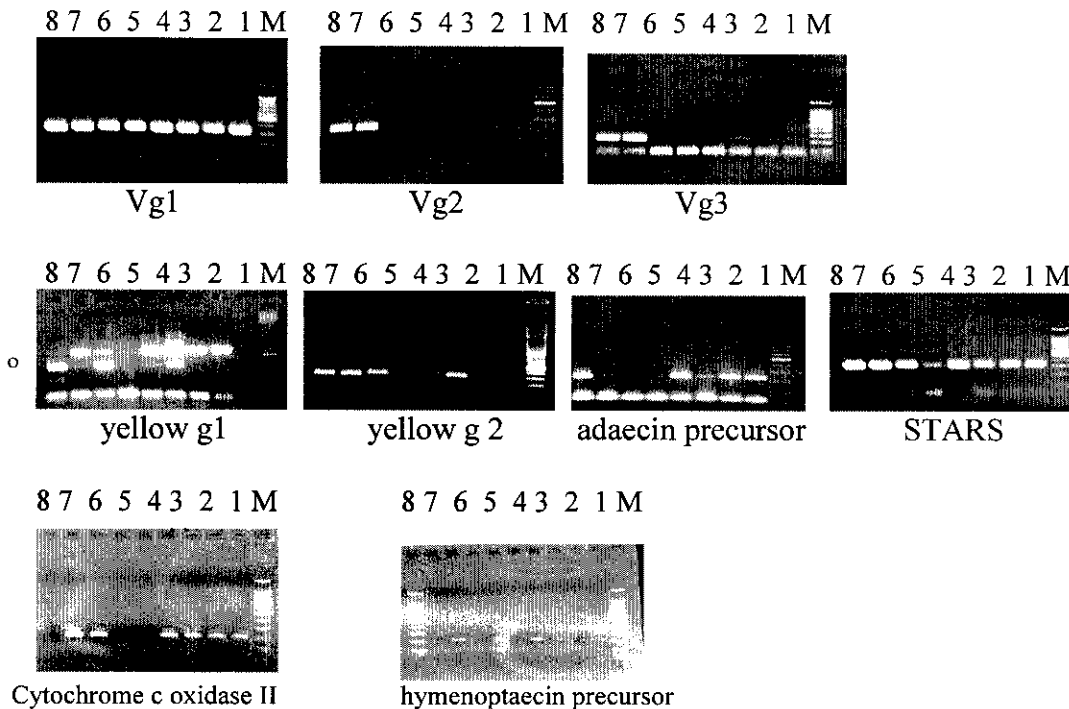 8 7 6 5 4 3 2 1 M
8 7 6 5 4 3 2 1 M
8 7 6 5 4 3 2 1 M
Vg1
Vg2
Vg3
8 7 6 5 4 3 2 1 M
8 7 6 5 4 3 2 1 M
8 7 6 5 4 3 2 1 M
8 7 6 5 4 3 2 1 M
o
yellow g1
yellow g 2
adaecin precursor
STARS
8 7 6 5 4 3 2 1 M
8 7 6 5 4 3 2 1 M
Cytochrome c oxidase II
hymenoptaecin precursor